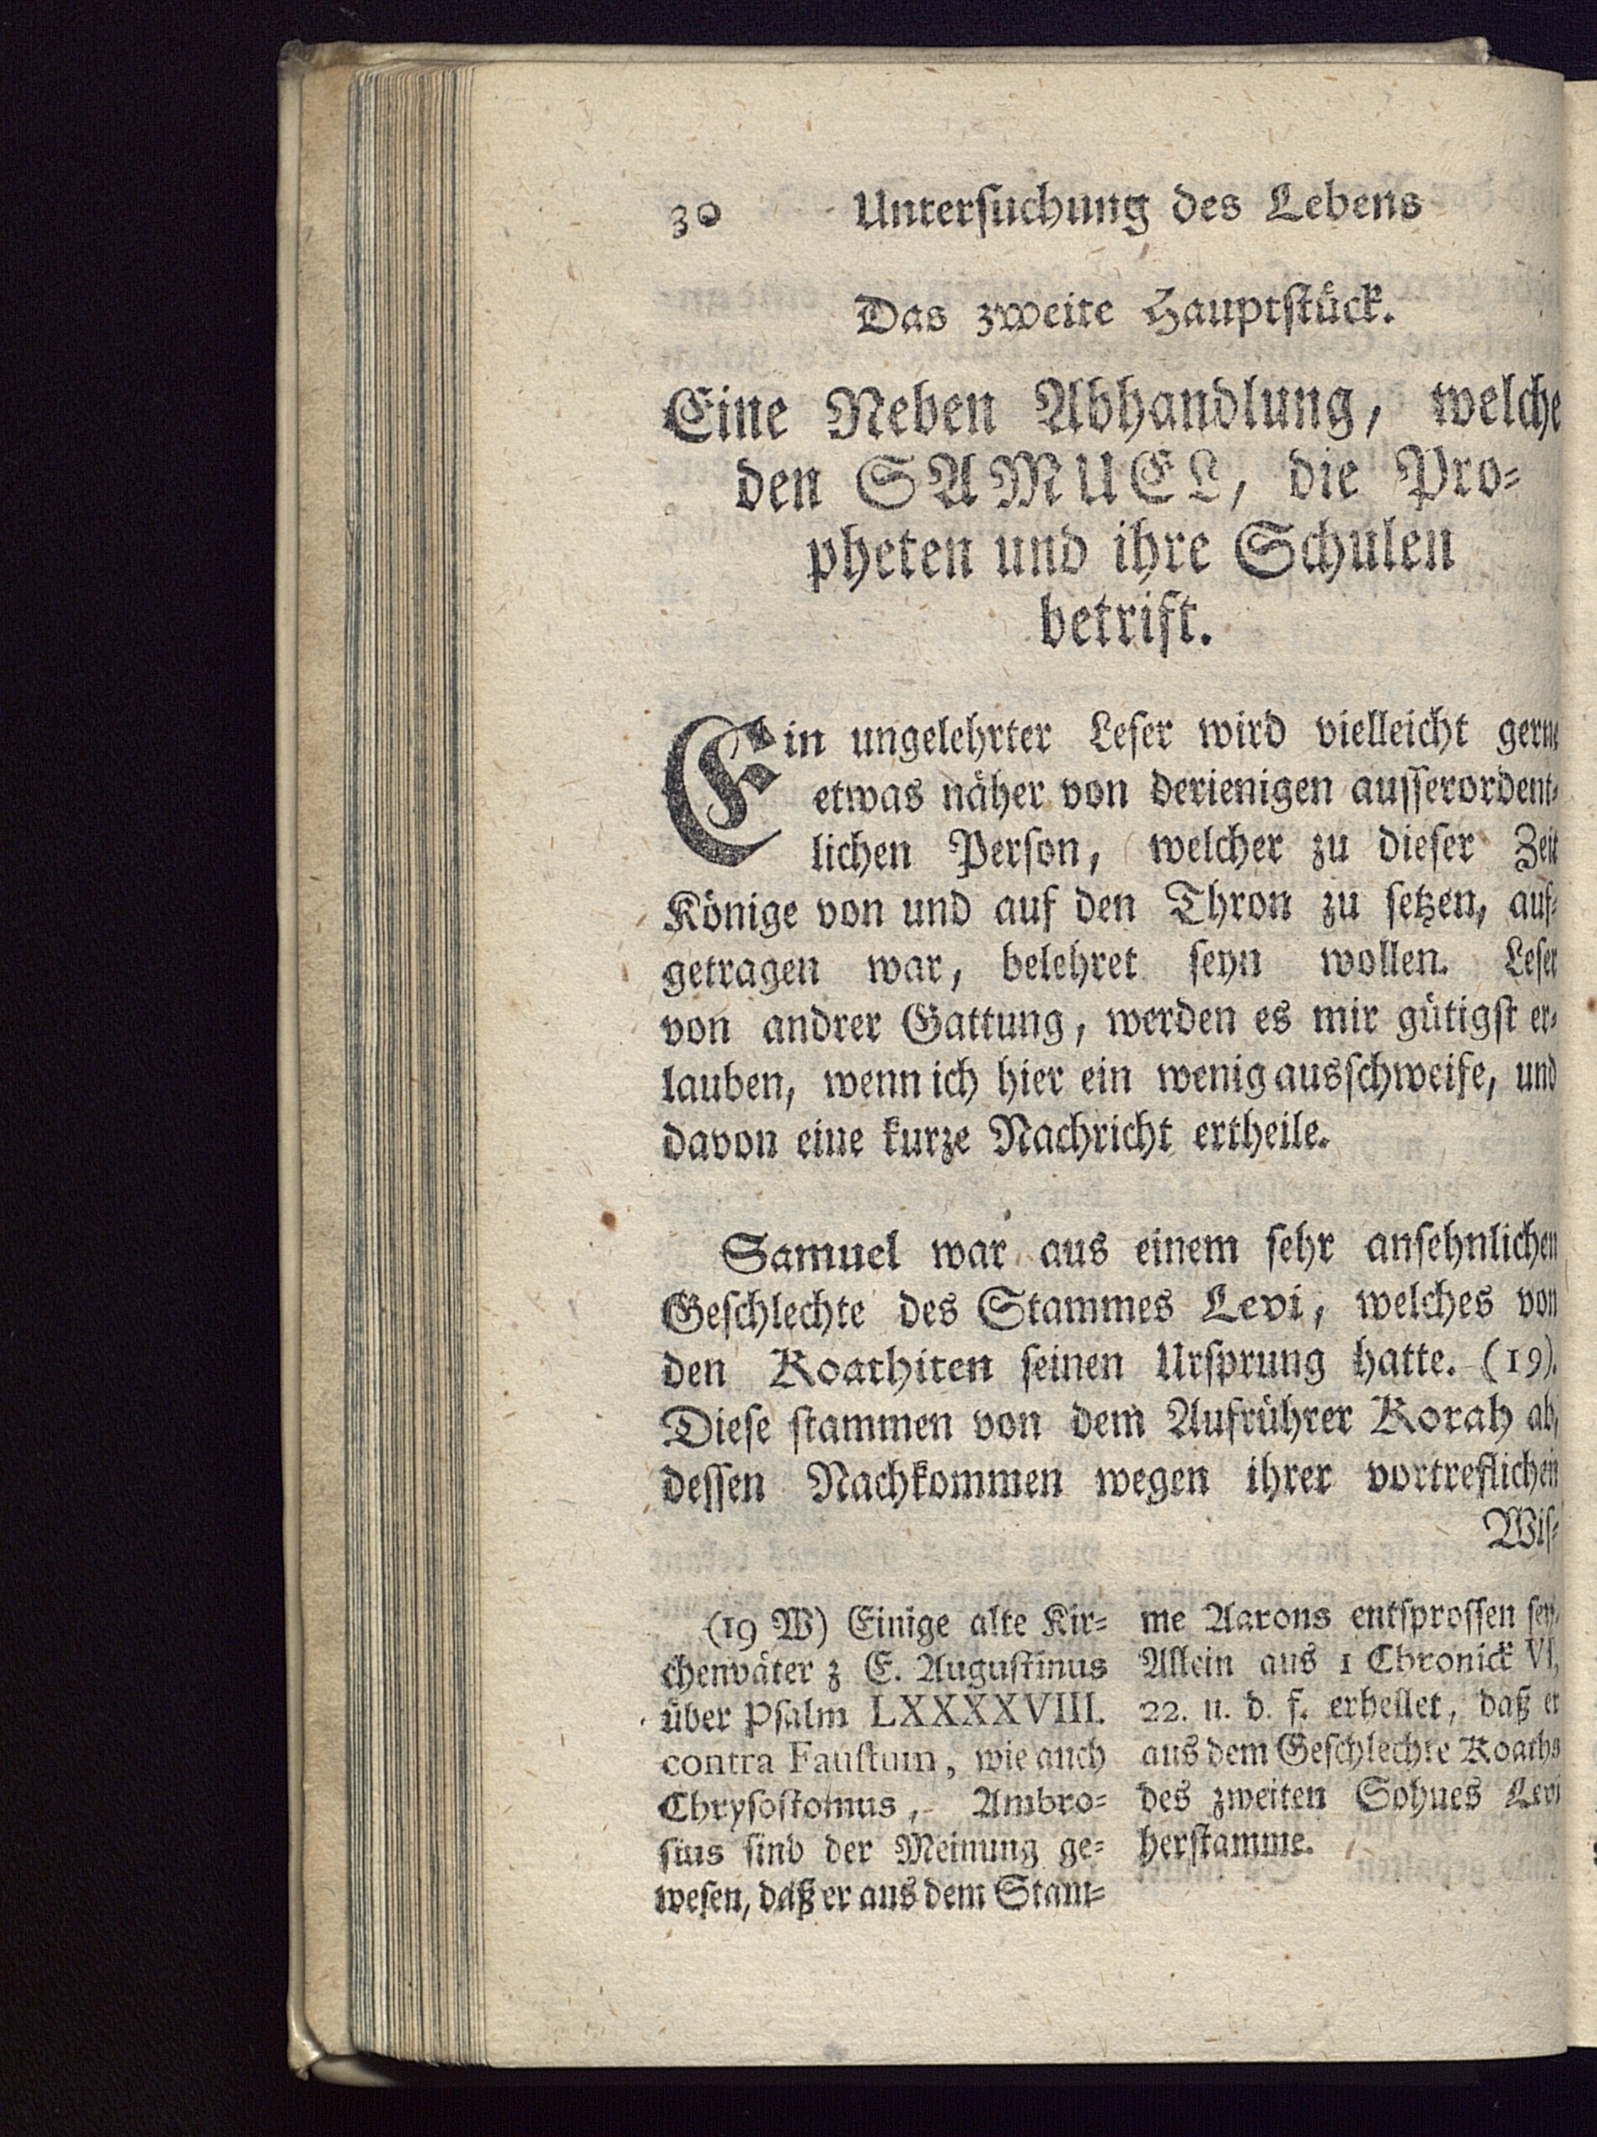 30 Untersuchung des Lebens
Das zweite Hauptstück.
Eine Neben Abhandlung, welche
den SAMUEL, die Pro-
pheten und ihre Schulen
betrift.
Ein ungelehrter Leser wird vielleicht gerne
etwas näher von derienigen ausserordent-
lichen Person, welcher zu dieser Zeit
Könige von und auf den Thron zu setzen, auf-
getragen war, belehret seyn wollen. Leser
von andrer Gattung, werden es mir gütigst er-
lauben, wenn ich hier ein wenig ausschweife, und
davon eine kurze Nachricht ertheile.
Samuel war aus einem sehr ansehnlichen
Geschlechte des Stammes Levi, welches von
den Koathiten seinen Ursprung hatte. (19).
Diese stammen von dem Aufrührer Korah ab,
dessen Nachkommen wegen ihrer vortreflichen
Wis-
(19 W) Einige alte Kir-
chenväter z E. Augustinus
über Psalm LXXXXVIII.
contra Faustum, wie auch
Chrysostomus, Ambro-
sius sind der Meinung ge-
wesen, daß er aus dem Stam-
me Aarons entsprossen sey.
Allein aus 1 Chronick VI,
22. u. d. f. erhellet, daß er
aus dem Geschlechte Koaths
des zweiten Sohues Levi
herstamme.